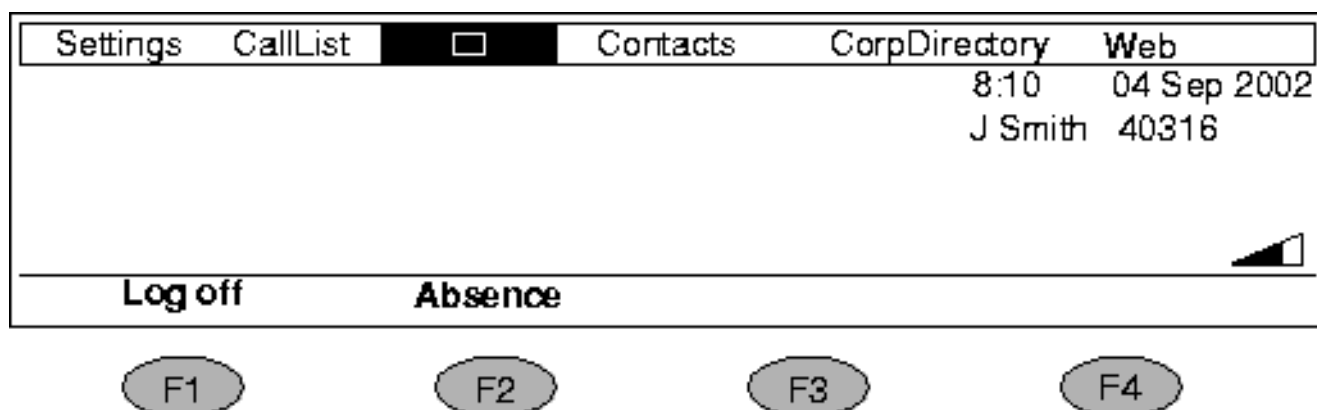 Settings CallList Contacts CorpDirectory Web
8:10 04 Sep 2002
J Smith 40316
Log off Absence
F1 F2 F3 F4